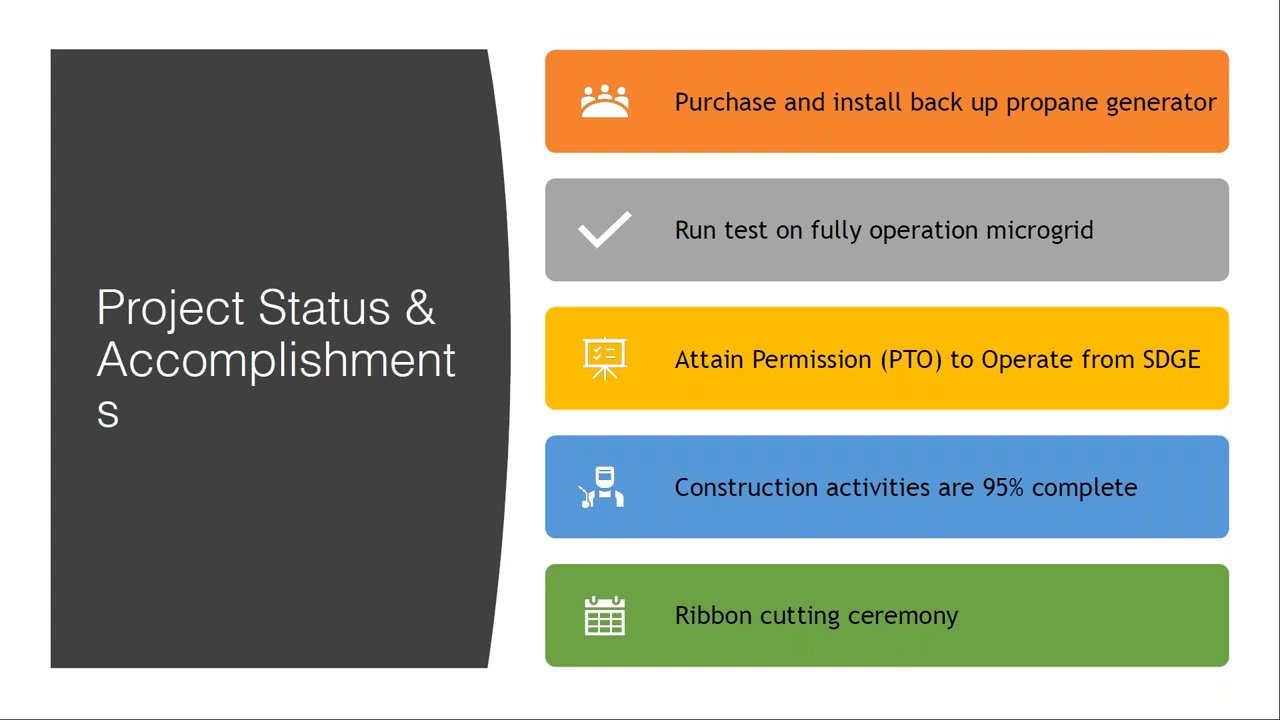 Project Status &
Accomplishment
s
Purchase and install back up propane generator
Run test on fully operation microgrid
Attain Permission (PTO) to Operate from SDGE
Construction activities are 95% complete
Ribbon cutting ceremony